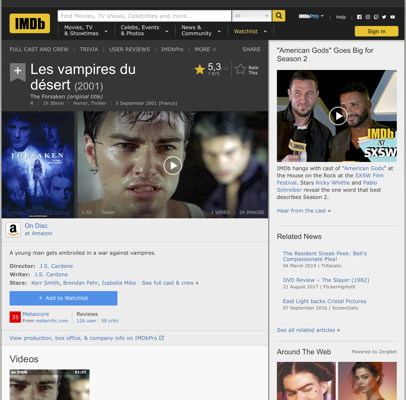 IMDb
Find Movies, TV shows, Celebrities and more...
All
IMDbPro
Help
Movies, TV & Showtimes
Celebs, Events & Photos
News & Community
Watchlist
Sign in
FULL CAST AND CREW | TRIVIA | USER REVIEWS | IMDbPro | MORE
SHARE
Les vampires du
désert (2001)
The Forsaken (original title)
R | 1h 30min | Horror, Thriller | 5 September 2001 (France)
5,3
Rate This
FORSAKEN
1:55 | Trailer
1 VIDEO
24 IMAGES
On Disc
at Amazon
A young man gets embroiled in a war against vampires.
Director: J.S. Cardone
Writer: J.S. Cardone
Stars: Kerr Smith, Brendan Fehr, Izabella Miko | See full cast & crew »
+ Add to Watchlist
35
Metascore
From metacritic.com
Reviews
126 user | 58 critic
View production, box office, & company info on IMDbPro
Videos
01:55
"American Gods" Goes Big for
Season 2
IMDb
at
SXSW
IMDb hangs with cast of "American Gods" at
the House on the Rock at the SXSW Film
Festival. Stars Ricky Whittle and Pablo
Schreiber reveal the one word that best
describes Season 2.
Hear from the cast »
Related News
The Resident Sneak Peek: Bell's
Compassionate Plea!
04 March 2019 | TVfanatic
DVD Review – The Slayer (1982)
21 August 2017 | Flickeringmyth
East Light backs Cristal Pictures
07 September 2016 | ScreenDaily
See all related articles »
Around The Web | Powered by ZergNet